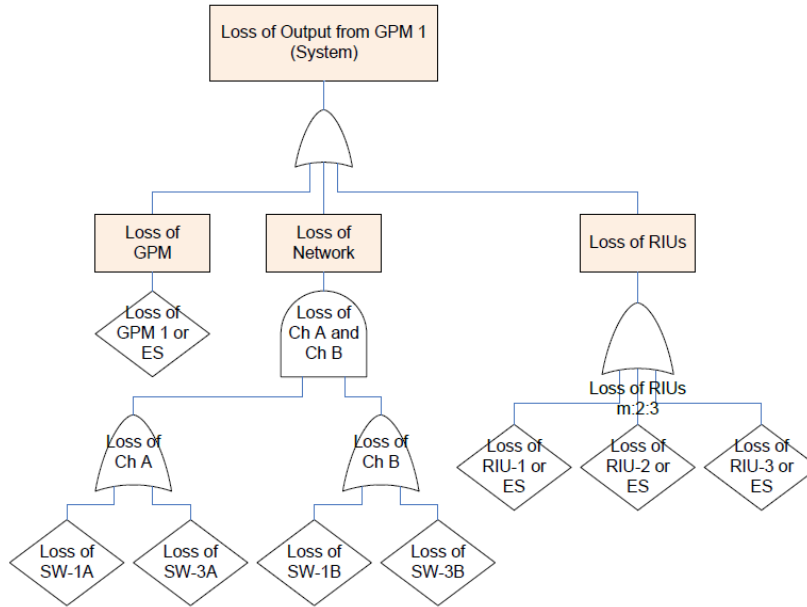 Loss of Output from GPM 1
(System)
Loss of
GPM
Loss of
Network
Loss of RIUs
Loss of
GPM 1 or
ES
Loss of
Ch A and
Ch B
Loss of RIUs
m:2:3
Loss of
Ch A
Loss of
Ch B
Loss of
RIU-1 or
ES
Loss of
RIU-2 or
ES
Loss of
RIU-3 or
ES
Loss of
SW-1A
Loss of
SW-3A
Loss of
SW-1B
Loss of
SW-3B